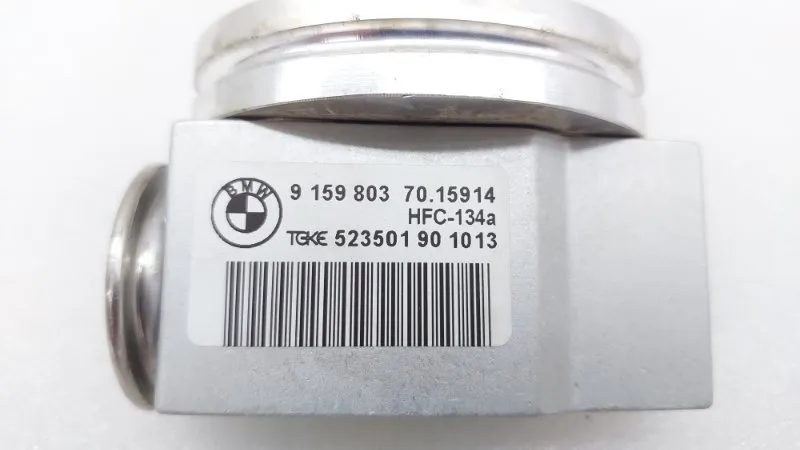 BMW
9 159 803 70.15914
HFC-134a
TGKE 523501 90 1013